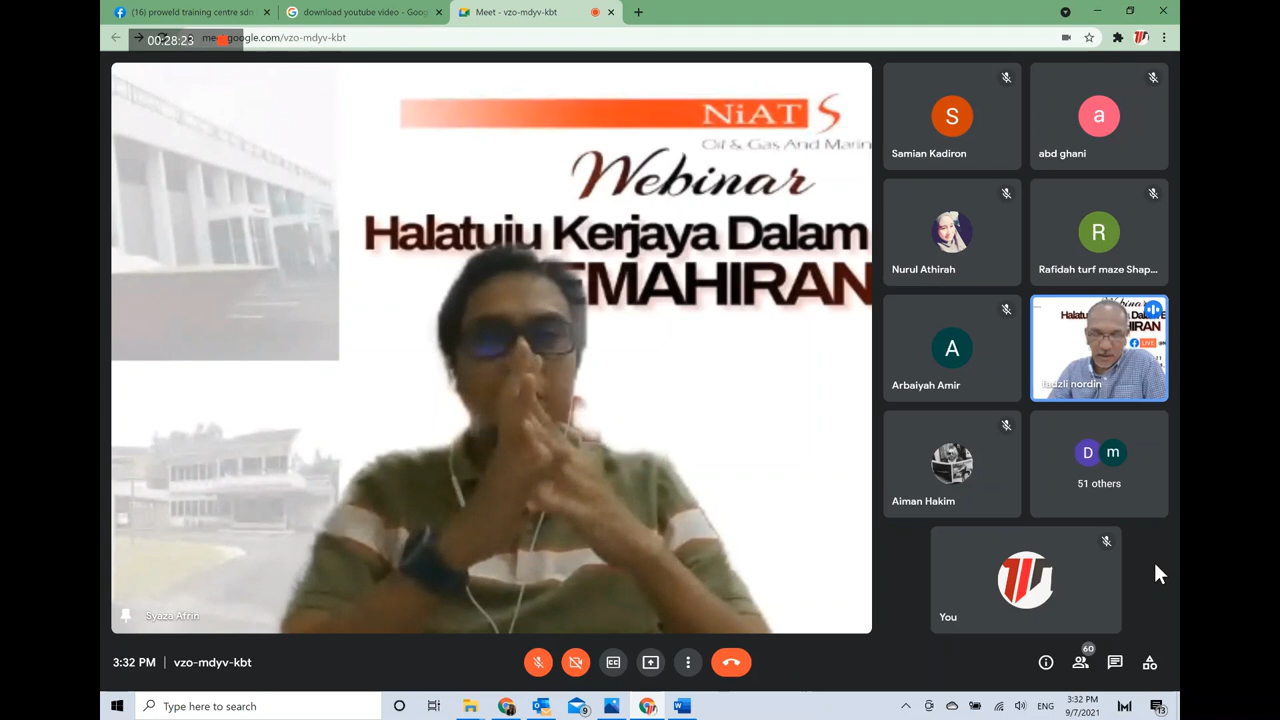 (16) proweld training centre sdn
download youtube video - Goog
Meet - vzo-mdyv-kbt
00:28:23
google.com/vzo-mdyv-kbt
NiAT
Oil & Gas And Marin
Webinar
Halatuju Kerjaya Dalam
EMAHIRAN
Syaza Afrin
Samian Kadiron
abd ghani
Nurul Athirah
Rafidah turf maze Shap...
Arbaiyah Amir
fauzli nordin
Aiman Hakim
51 others
You
S
a
R
A
D
m
LIVE
3:32 PM | vzo-mdyv-kbt
60
Type here to search
9
ENG
3:32 PM
9/7/2021
13